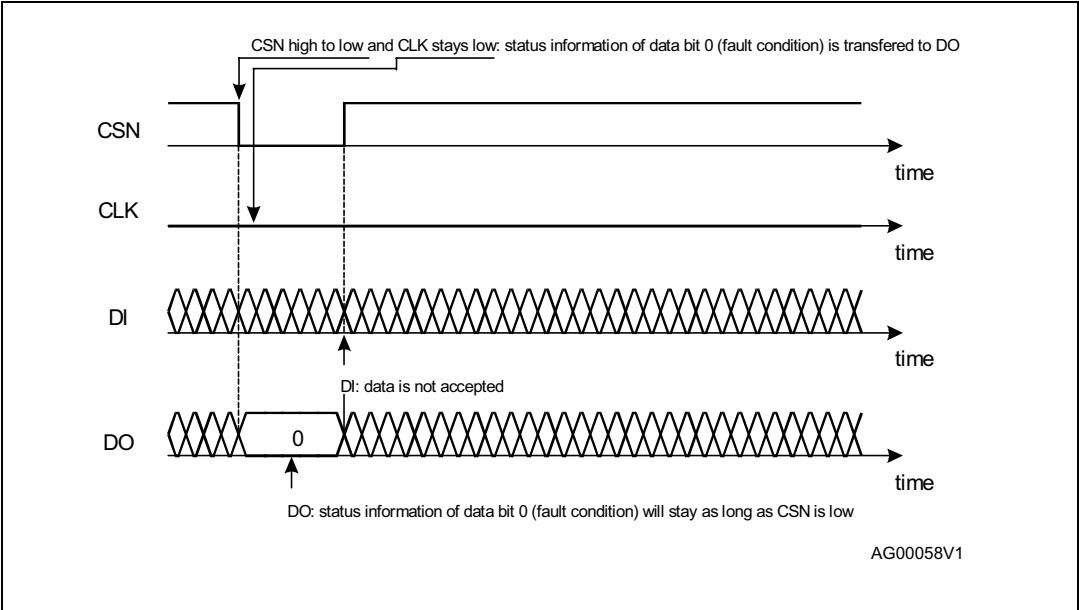 CSN high to low and CLK stays low: status information of data bit 0 (fault condition) is transfered to DO
CSN
time
CLK
time
DI
time
DI: data is not accepted
DO
0
time
DO: status information of data bit 0 (fault condition) will stay as long as CSN is low
AG00058V1